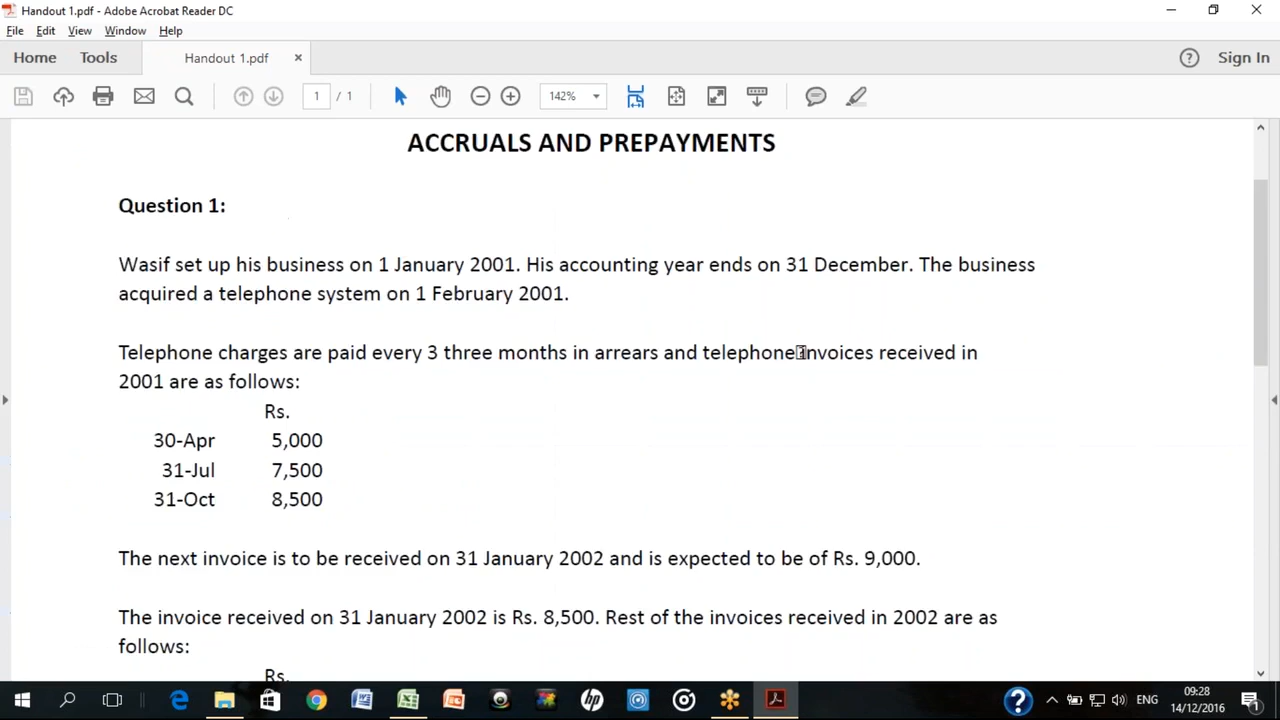 Handout 1.pdf - Adobe Acrobat Reader DC
File Edit View Window Help
Home Tools Handout 1.pdf × Sign In
1 / 1 142%
ACCRUALS AND PREPAYMENTS
Question 1:
Wasif set up his business on 1 January 2001. His accounting year ends on 31 December. The business
acquired a telephone system on 1 February 2001.
Telephone charges are paid every 3 three months in arrears and telephone invoices received in
2001 are as follows:
Rs.
30-Apr 5,000
31-Jul 7,500
31-Oct 8,500
The next invoice is to be received on 31 January 2002 and is expected to be of Rs. 9,000.
The invoice received on 31 January 2002 is Rs. 8,500. Rest of the invoices received in 2002 are as
follows:
Rs.
ENG 09:28
14/12/2016